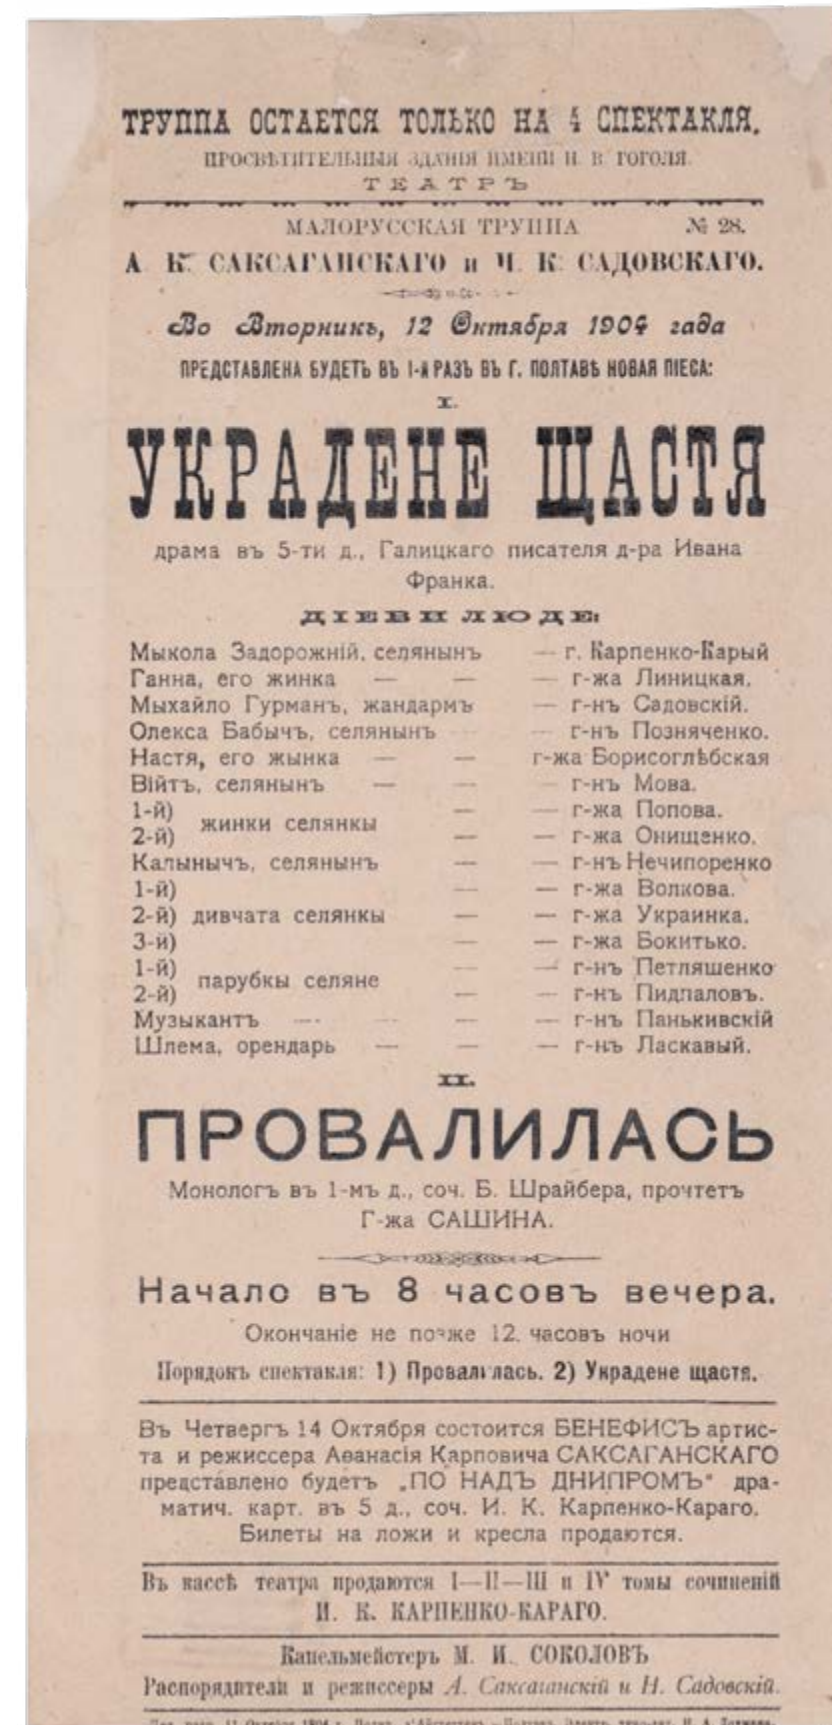 ТРУППА ОСТАЕТСЯ ТОЛЬКО НА 4 СПЕКТАКЛЯ.
ПРОСВѢТИТЕЛЬНЫЯ ЗДАНІЯ ИМЕНИ Н. В. ГОГОЛЯ.
ТЕАТРЪ
МАЛОРУССКАЯ ТРУППА № 28.
А. К. САКСАГАНСКАГО и Н. К. САДОВСКАГО.
Во Вторникъ, 12 Октября 1904 года
ПРЕДСТАВЛЕНА БУДЕТЬ ВЪ 1-Й РАЗЪ ВЪ Г. ПОЛТАВѢ НОВАЯ ПІЕСА:
I.
УКРАДЕНЕ ЩАСТЯ
драма въ 5-ти д., Галицкаго писателя д-ра Ивана
Франка.
ДІЕВИ ЛЮДЕ:
Мыкола Задорожній, селянынъ — г. Карпенко-Карый
Ганна, его жинка — — — г-жа Линицкая.
Мыхайло Гурманъ, жандармъ — г-нъ Садовскій.
Олекса Бабычъ, селянынъ — — г-нъ Позняченко.
Настя, его жынка — — г-жа Борисоглѣбская
Війтъ, селянынъ — — — г-нъ Мова.
1-й) — — г-жа Попова.
жинки селянкы
2-й) — — г-жа Онищенко.
Калынычъ, селянынъ — — г-нъ Нечипоренко
1-й) — — г-жа Волкова.
2-й) дивчата селянкы — — г-жа Украинка.
3-й) — — г-жа Бокитько.
1-й) — — г-нъ Петляшенко
парубкы селяне
2-й) — — г-нъ Пидпаловъ.
Музыкантъ — — — — г-нъ Панькивскій
Шлема, орендарь — — — г-нъ Ласкавый.
II.
ПРОВАЛИЛАСЬ
Монологъ въ 1-мъ д., соч. Б. Шрайбера, прочтетъ
Г-жа САШИНА.
Начало въ 8 часовъ вечера.
Окончаніе не позже 12. часовъ ночи
Порядокъ спектакля: 1) Провалилась. 2) Украдене щастя.
Въ Четвергъ 14 Октября состоится БЕНЕФИСЪ артис-
та и режиссера Аѳанасія Карповича САКСАГАНСКАГО
представлено будетъ „ПО НАДЪ ДНИПРОМЪ“ дра-
матич. карт. въ 5 д., соч. И. К. Карпенко-Караго.
Билеты на ложи и кресла продаются.
Въ кассѣ театра продаются I—II—III и IV томы сочиненій
И. К. КАРПЕНКО-КАРАГО.
Капельмейстеръ М. И. СОКОЛОВЪ
Распорядители и режиссеры А. Саксаганскій и Н. Садовскій.